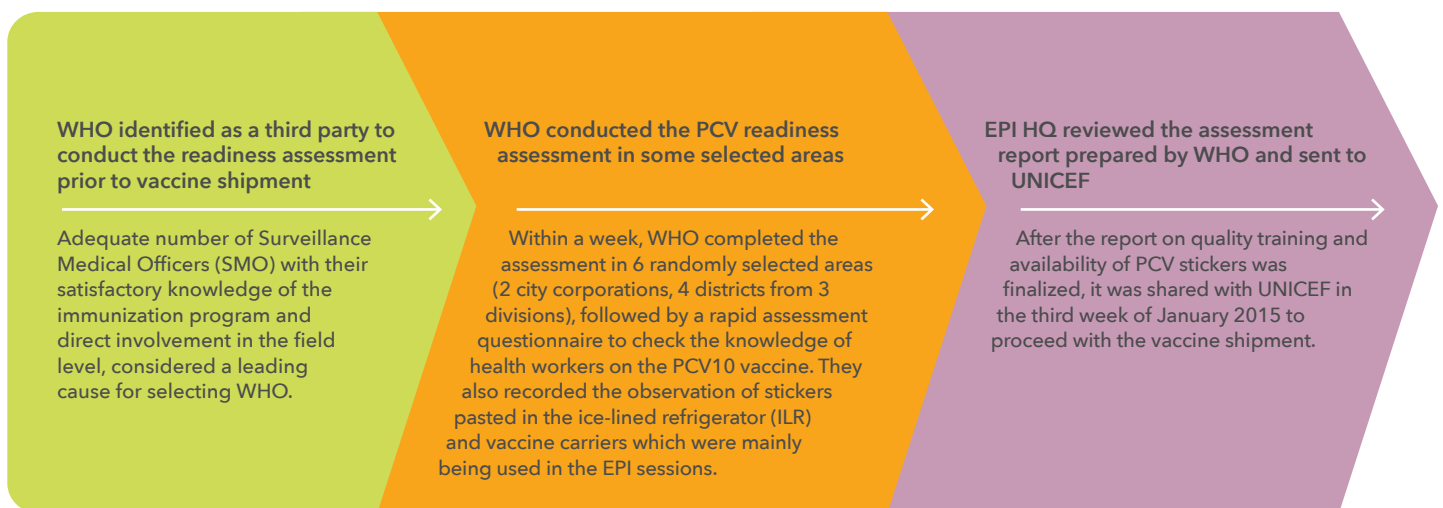 WHO identified as a third party to
conduct the readiness assessment
prior to vaccine shipment
Adequate number of Surveillance
Medical Officers (SMO) with their
satisfactory knowledge of the
immunization program and
direct involvement in the field
level, considered a leading
cause for selecting WHO.
WHO conducted the PCV readiness
assessment in some selected areas
Within a week, WHO completed the
assessment in 6 randomly selected areas
(2 city corporations, 4 districts from 3
divisions), followed by a rapid assessment
questionnaire to check the knowledge of
health workers on the PCV10 vaccine. They
also recorded the observation of stickers
pasted in the ice-lined refrigerator (ILR)
and vaccine carriers which were mainly
being used in the EPI sessions.
EPI HQ reviewed the assessment
report prepared by WHO and sent to
UNICEF
After the report on quality training and
availability of PCV stickers was
finalized, it was shared with UNICEF in
the third week of January 2015 to
proceed with the vaccine shipment.